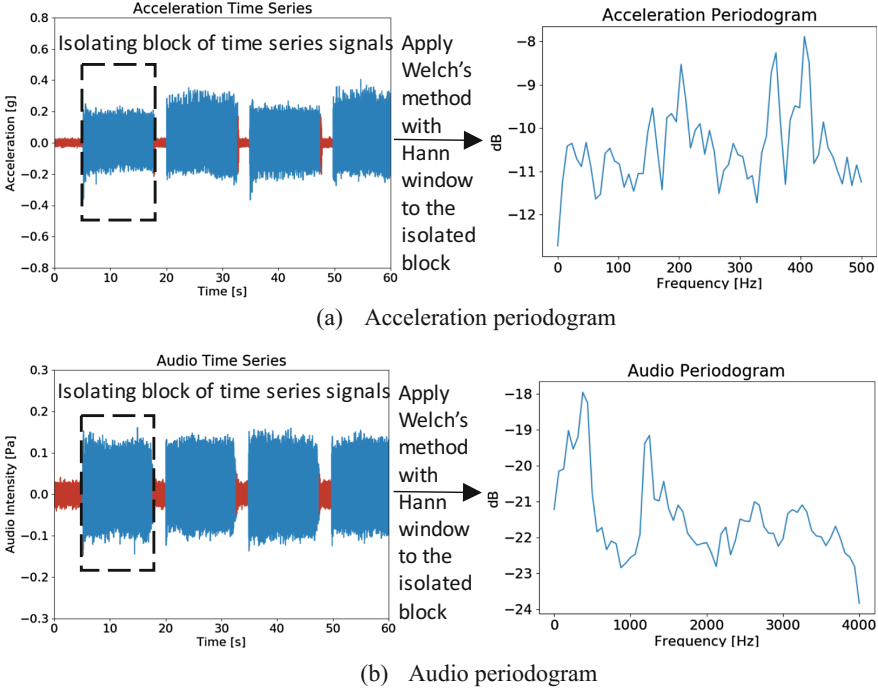 Acceleration Time Series
Isolating block of time series signals
Acceleration [g]
0.8
0.6
0.4
0.2
0.0
−0.2
−0.4
−0.6
−0.8
0 10 20 30 40 50 60
Time [s]
Apply
Welch's
method
with
Hann
window
to the
isolated
block
Acceleration Periodogram
dB
−8
−9
−10
−11
−12
0 100 200 300 400 500
Frequency [Hz]
(a) Acceleration periodogram
Audio Time Series
Isolating block of time series signals
Audio Intensity [Pa]
0.3
0.2
0.1
0.0
−0.1
−0.2
−0.3
0 10 20 30 40 50 60
Time [s]
Apply
Welch's
method
with
Hann
window
to the
isolated
block
Audio Periodogram
dB
−18
−19
−20
−21
−22
−23
−24
0 1000 2000 3000 4000
Frequency [Hz]
(b) Audio periodogram